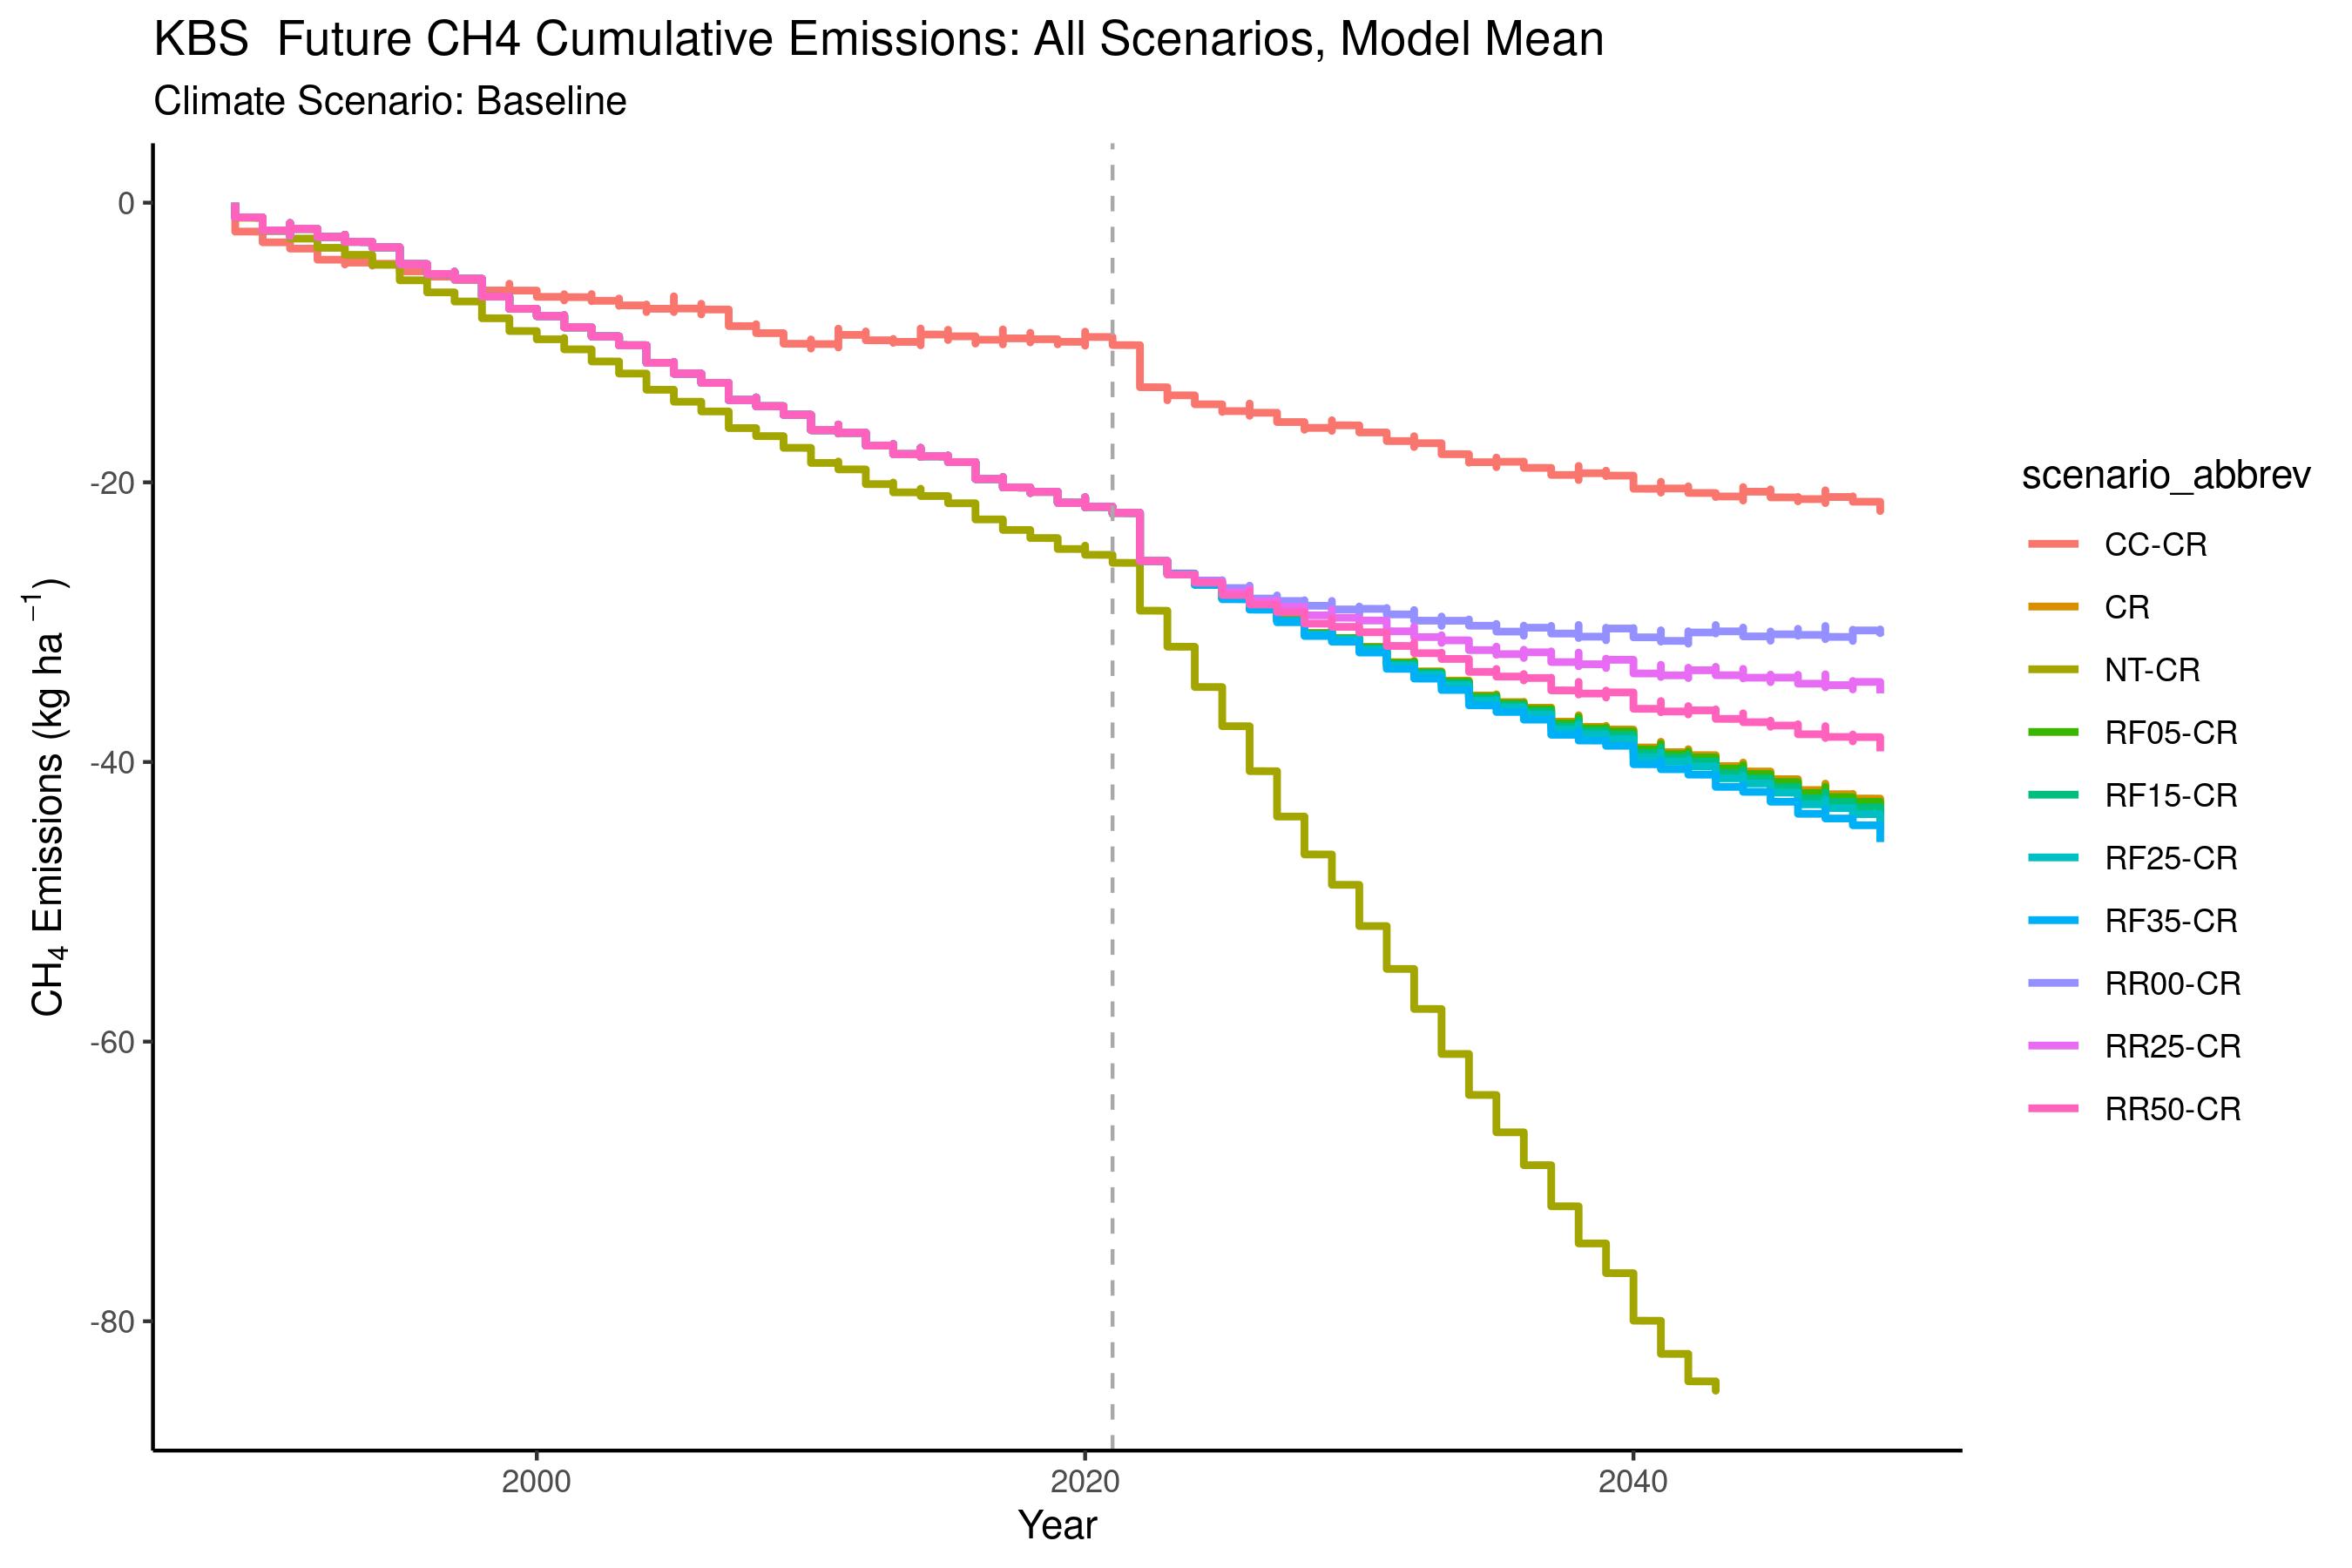 KBS  Future CH4 Cumulative Emissions: All Scenarios, Model Mean
Climate Scenario: Baseline
CH₄ Emissions (kg ha⁻¹)
0
-20
-40
-60
-80
2000
2020
2040
Year
scenario_abbrev
CC-CR
CR
NT-CR
RF05-CR
RF15-CR
RF25-CR
RF35-CR
RR00-CR
RR25-CR
RR50-CR